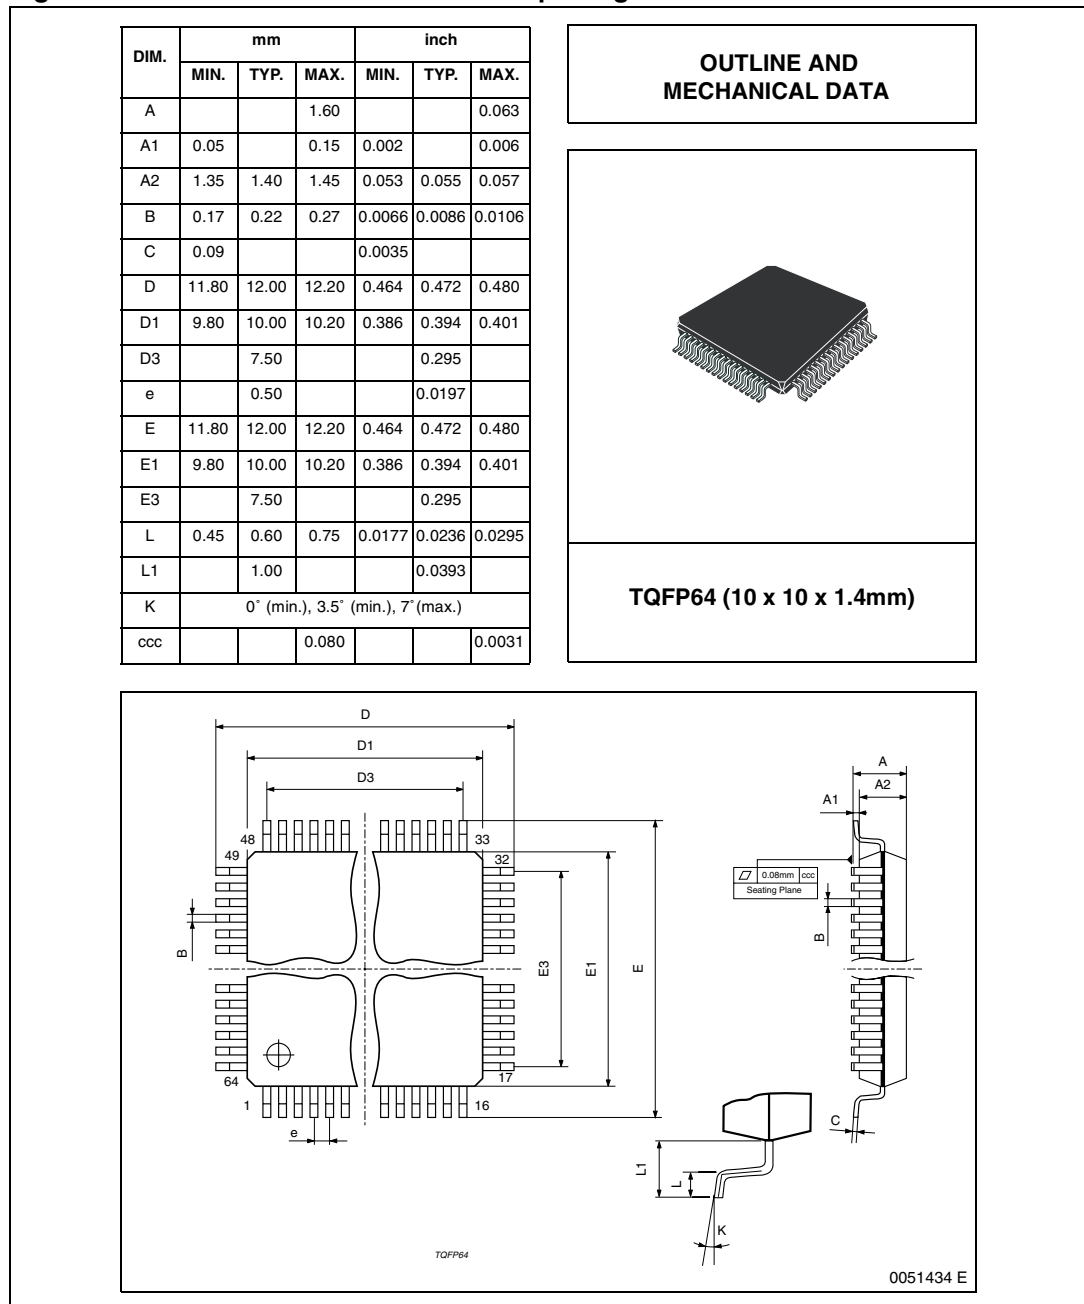 DIM. mm inch
MIN. TYP. MAX. MIN. TYP. MAX.
A 1.60 0.063
A1 0.05 0.15 0.002 0.006
A2 1.35 1.40 1.45 0.053 0.055 0.057
B 0.17 0.22 0.27 0.0066 0.0086 0.0106
C 0.09 0.0035
D 11.80 12.00 12.20 0.464 0.472 0.480
D1 9.80 10.00 10.20 0.386 0.394 0.401
D3 7.50 0.295
e 0.50 0.0197
E 11.80 12.00 12.20 0.464 0.472 0.480
E1 9.80 10.00 10.20 0.386 0.394 0.401
E3 7.50 0.295
L 0.45 0.60 0.75 0.0177 0.0236 0.0295
L1 1.00 0.0393
K 0˚ (min.), 3.5˚ (min.), 7˚(max.)
ccc 0.080 0.0031
OUTLINE AND
MECHANICAL DATA
TQFP64 (10 x 10 x 1.4mm)
D
D1
D3
A
A2
A1
48 33
49 32
0.08mm ccc
Seating Plane
B
B
E3
E1
E
64 17
1 16
e
C
L1
L
K
TQFP64
0051434 E